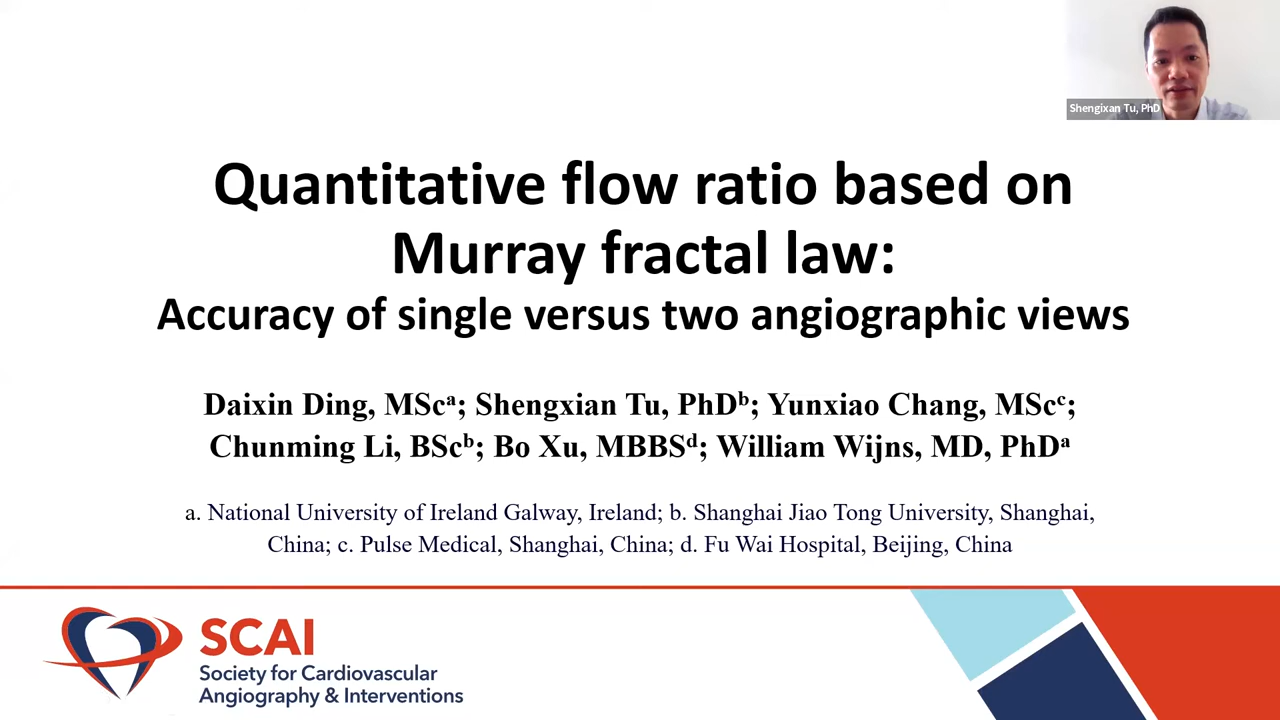 Shengixan Tu, PhD
Quantitative flow ratio based on
Murray fractal law:
Accuracy of single versus two angiographic views
Daixin Ding, MScᵃ; Shengxian Tu, PhDᵇ; Yunxiao Chang, MScᶜ;
Chunming Li, BScᵇ; Bo Xu, MBBSᵈ; William Wijns, MD, PhDᵃ
a. National University of Ireland Galway, Ireland; b. Shanghai Jiao Tong University, Shanghai,
China; c. Pulse Medical, Shanghai, China; d. Fu Wai Hospital, Beijing, China
SCAI
Society for Cardiovascular
Angiography & Interventions